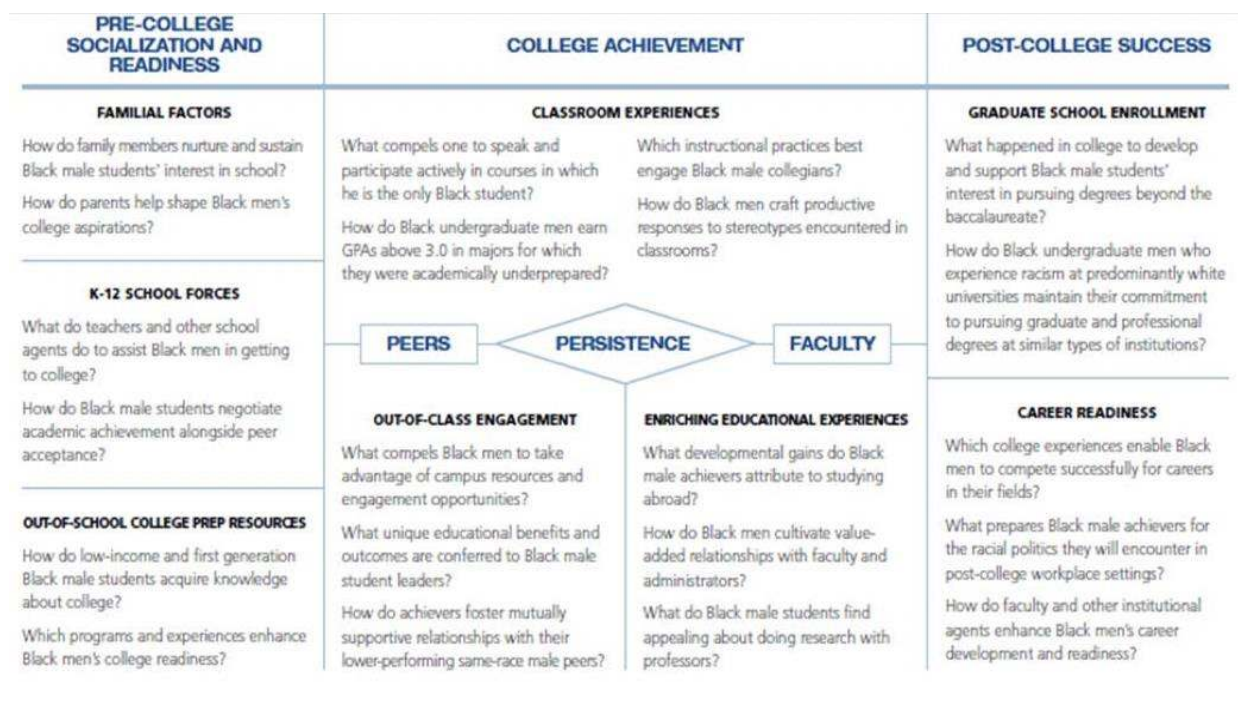 PRE-COLLEGE
SOCIALIZATION AND
READINESS
FAMILIAL FACTORS
How do family members nurture and sustain
Black male students' interest in school?
How do parents help shape Black men's
college aspirations?
K-12 SCHOOL FORCES
What do teachers and other school
agents do to assist Black men in getting
to college?
How do Black male students negotiate
academic achievement alongside peer
acceptance?
OUT-OF-SCHOOL COLLEGE PREP RESOURCES
How do low-income and first generation
Black male students acquire knowledge
about college?
Which programs and experiences enhance
Black men's college readiness?
COLLEGE ACHIEVEMENT
CLASSROOM EXPERIENCES
What compels one to speak and
participate actively in courses in which
he is the only Black student?
How do Black undergraduate men earn
GPAs above 3.0 in majors for which
they were academically underprepared?
Which instructional practices best
engage Black male collegians?
How do Black men craft productive
responses to stereotypes encountered in
classrooms?
PEERS
PERSISTENCE
FACULTY
OUT-OF-CLASS ENGAGEMENT
What compels Black men to take
advantage of campus resources and
engagement opportunities?
What unique educational benefits and
outcomes are conferred to Black male
student leaders?
How do achievers foster mutually
supportive relationships with their
lower-performing same-race male peers?
ENRICHING EDUCATIONAL EXPERIENCES
What developmental gains do Black
male achievers attribute to studying
abroad?
How do Black men cultivate value-
added relationships with faculty and
administrators?
What do Black male students find
appealing about doing research with
professors?
POST-COLLEGE SUCCESS
GRADUATE SCHOOL ENROLLMENT
What happened in college to develop
and support Black male students'
interest in pursuing degrees beyond the
baccalaureate?
How do Black undergraduate men who
experience racism at predominantly white
universities maintain their commitment
to pursuing graduate and professional
degrees at similar types of institutions?
CAREER READINESS
Which college experiences enable Black
men to compete successfully for careers
in their fields?
What prepares Black male achievers for
the racial politics they will encounter in
post-college workplace settings?
How do faculty and other institutional
agents enhance Black men's career
development and readiness?